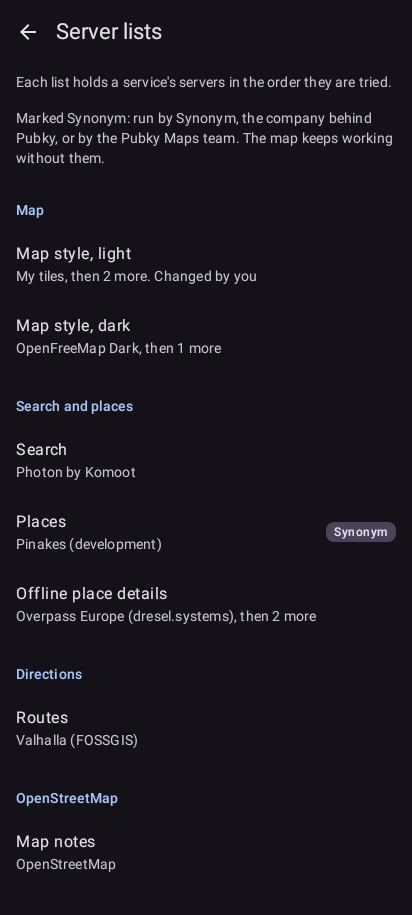 Server lists
Each list holds a service's servers in the order they are tried.
Marked Synonym: run by Synonym, the company behind
Pubky, or by the Pubky Maps team. The map keeps working
without them.
Map
Map style, light
My tiles, then 2 more. Changed by you
Map style, dark
OpenFreeMap Dark, then 1 more
Search and places
Search
Photon by Komoot
Places
Pinakes (development)
Synonym
Offline place details
Overpass Europe (dresel.systems), then 2 more
Directions
Routes
Valhalla (FOSSGIS)
OpenStreetMap
Map notes
OpenStreetMap